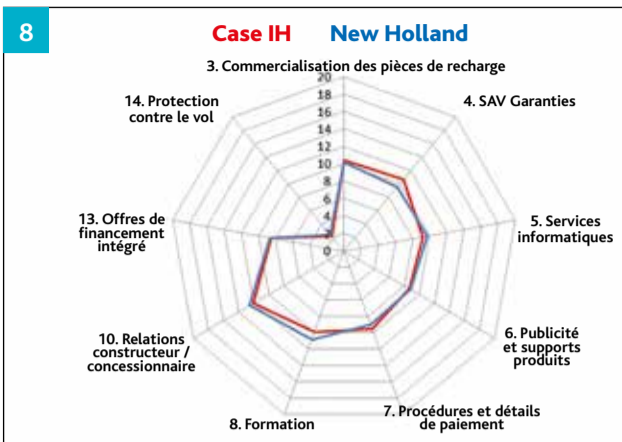 8
Case IH New Holland
3. Commercialisation des pièces de recharge
20
18
16
14
12
10
8
6
4
2
0
4. SAV Garanties
5. Services
informatiques
6. Publicité
et supports
produits
7. Procédures et détails
de paiement
8. Formation
10. Relations
constructeur /
concessionnaire
13. Offres de
financement
intégré
14. Protection
contre le vol